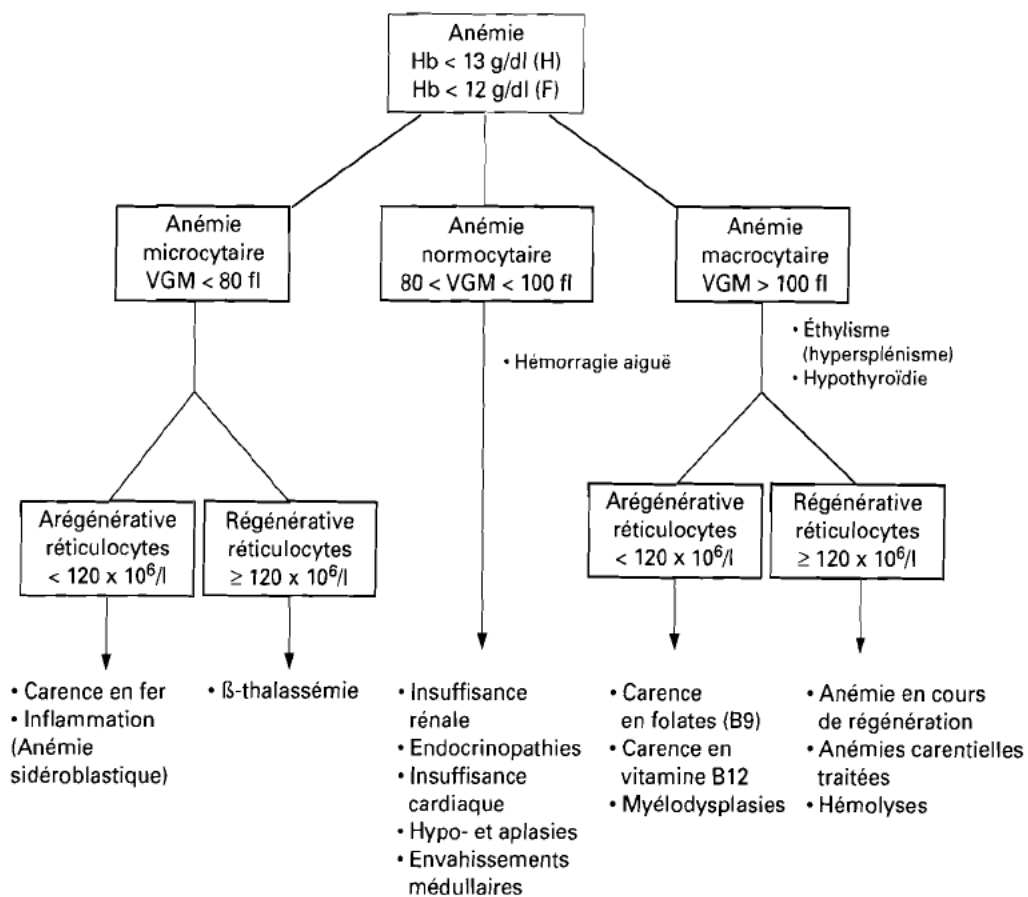 Anémie
Hb < 13 g/dl (H)
Hb < 12 g/dl (F)
Anémie
microcytaire
VGM < 80 fl
Anémie
normocytaire
80 < VGM < 100 fl
Anémie
macrocytaire
VGM > 100 fl
• Hémorragie aiguë
• Éthylisme
(hypersplénisme)
• Hypothyroïdie
Arégénérative
réticulocytes
< 120 x 10⁶/l
Régénérative
réticulocytes
≥ 120 x 10⁶/l
Arégénérative
réticulocytes
< 120 x 10⁶/l
Régénérative
réticulocytes
≥ 120 x 10⁶/l
• Carence en fer
• Inflammation
(Anémie
sidéroblastique)
• ß-thalassémie
• Insuffisance
rénale
• Endocrinopathies
• Insuffisance
cardiaque
• Hypo- et aplasies
• Envahissements
médullaires
• Carence
en folates (B9)
• Carence en
vitamine B12
• Myélodysplasies
• Anémie en cours
de régénération
• Anémies carentielles
traitées
• Hémolyses